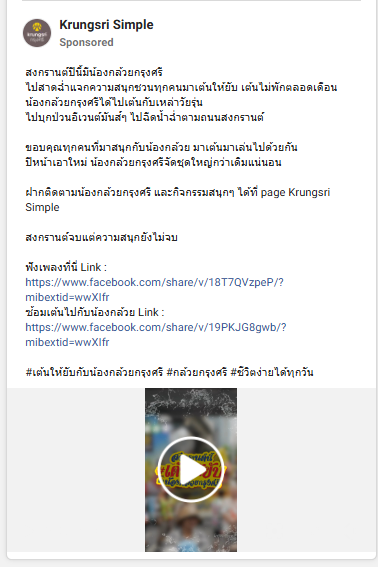 Krungsri Simple
Sponsored
สงกรานต์ปีนี้มีน้องกล้วยกรุงศรี
ไปสาดฉ่ำแจกความสนุกชวนทุกคนมาเต้นให้ยับ เต้นไม่พักตลอดเดือน
น้องกล้วยกรุงศรีได้ไปเต้นกับเหล่าวัยรุ่น
ไปบุกป่วนอีเวนต์มันส์ๆ ไปฉีดน้ำฉ่ำตามถนนสงกรานต์
ขอบคุณทุกคนที่มาสนุกกับน้องกล้วย มาเต้นมาเล่นไปด้วยกัน
ปีหน้าเอาใหม่ น้องกล้วยกรุงศรีจัดชุดใหญ่กว่าเดิมแน่นอน
ฝากติดตามน้องกล้วยกรุงศรี และกิจกรรมสนุกๆ ได้ที่ page Krungsri
Simple
สงกรานต์จบแต่ความสนุกยังไม่จบ
ฟังเพลงที่นี่ Link :
https://www.facebook.com/share/v/18T7QVzpeP/?
mibextid=wwXIfr
ซ้อมเต้นไปกับน้องกล้วย Link :
https://www.facebook.com/share/v/19PKJG8gwb/?
mibextid=wwXIfr
#เต้นให้ยับกับน้องกล้วยกรุงศรี #กล้วยกรุงศรี #ชีวิตง่ายได้ทุกวัน